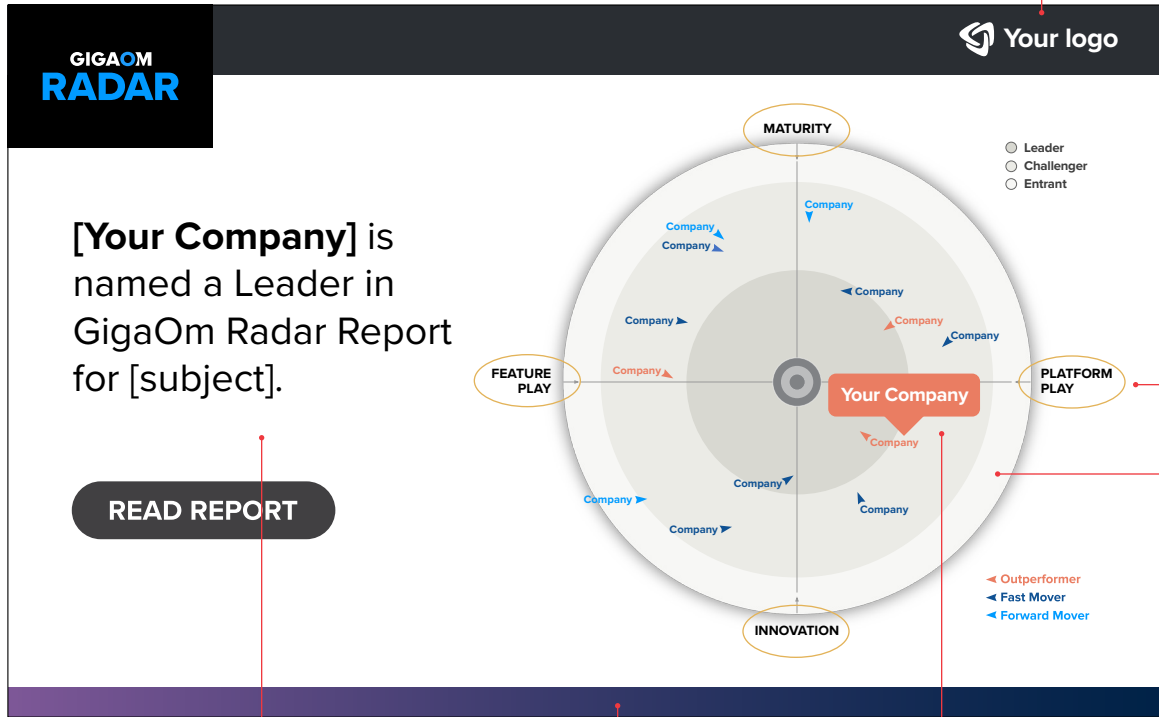 GIGAOM
RADAR
Your logo
[Your Company] is
named a Leader in
GigaOm Radar Report
for [subject].
READ REPORT
MATURITY
Leader
Challenger
Entrant
Company
Company
Company
Company
Company
Company
Company
FEATURE
PLAY
Company
PLATFORM
PLAY
Your Company
Company
Company
Company
Company
Company
Outperformer
Fast Mover
Forward Mover
INNOVATION